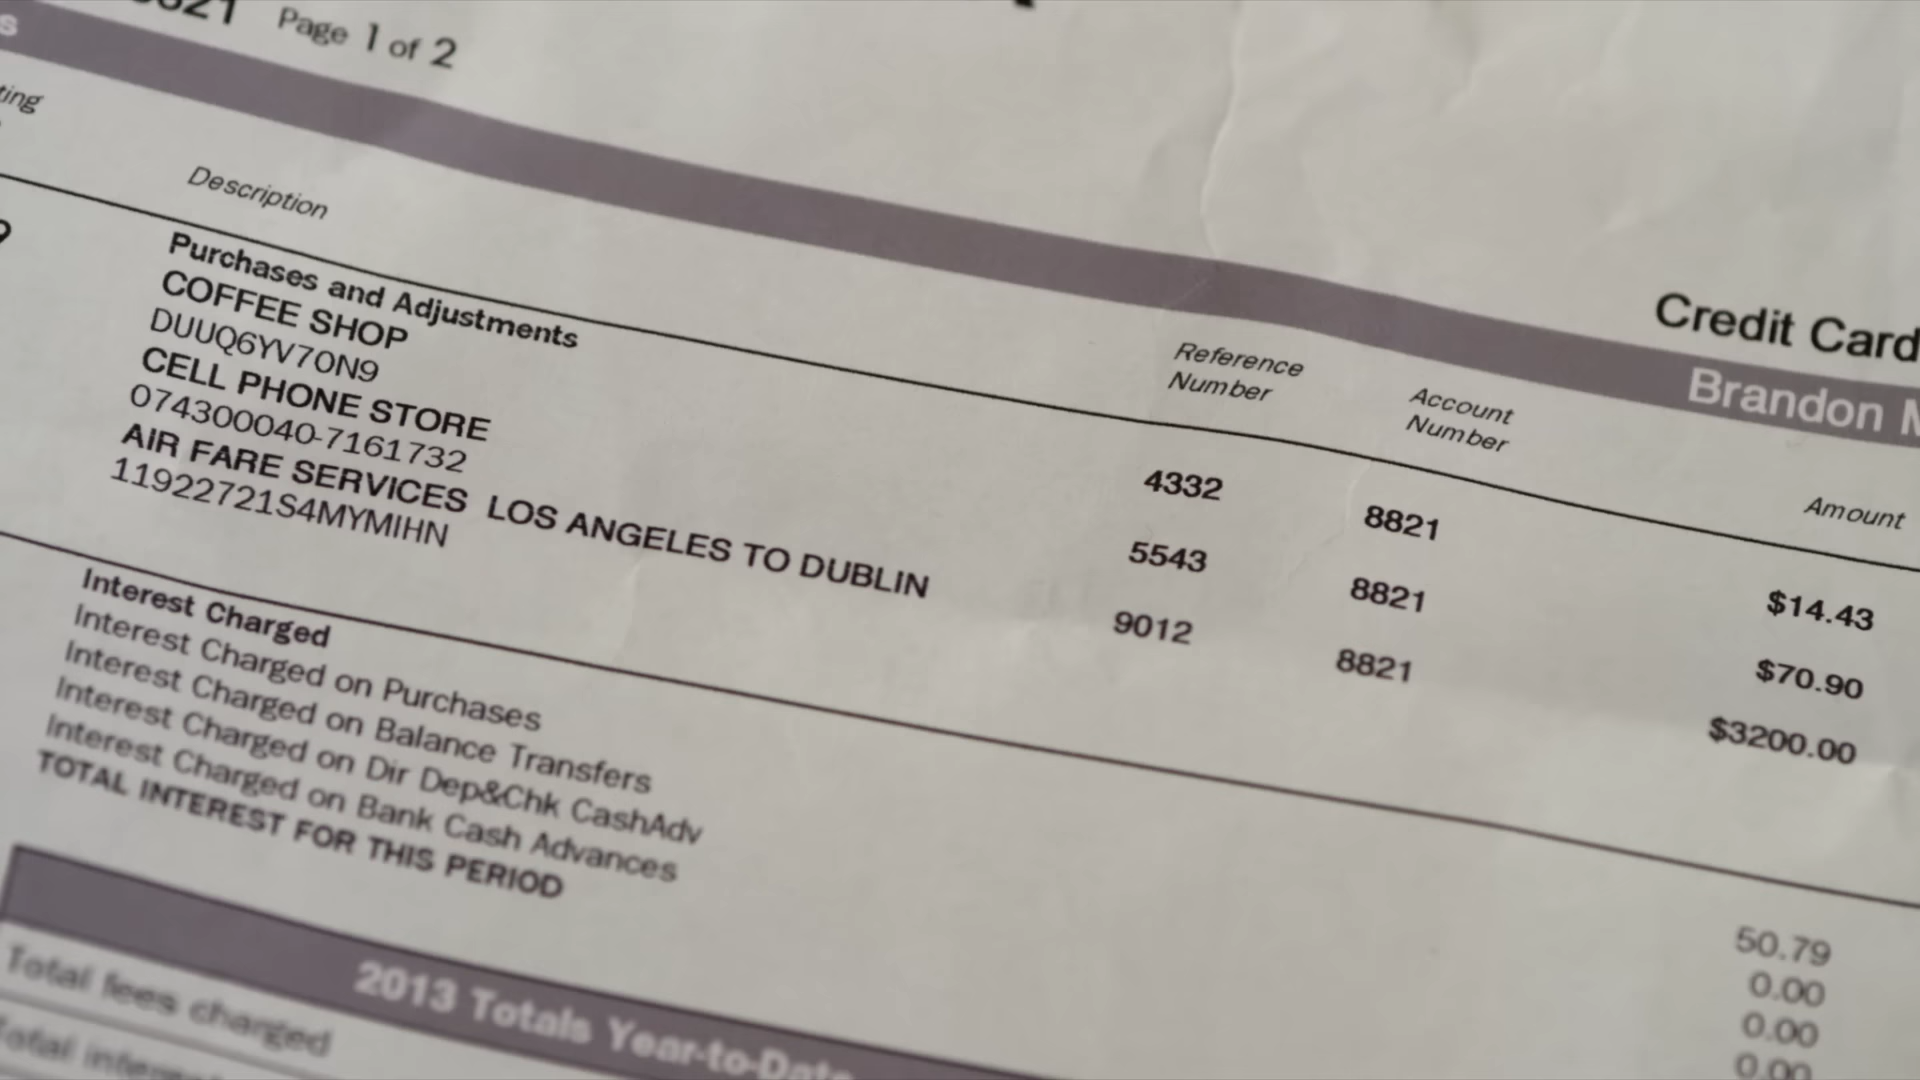 Page 1 of 2
Credit Card
Brandon
Description
Reference Number
Account Number
Amount
Purchases and Adjustments
COFFEE SHOP 4332 8821 $14.43
DUUQ6YV70N9
CELL PHONE STORE 5543 8821 $70.90
074300040-7161732
AIR FARE SERVICES LOS ANGELES TO DUBLIN 9012 8821 $3200.00
11922721S4MYMIHN
Interest Charged
Interest Charged on Purchases 50.79
Interest Charged on Balance Transfers 0.00
Interest Charged on Dir Dep&Chk CashAdv 0.00
Interest Charged on Bank Cash Advances 0.00
TOTAL INTEREST FOR THIS PERIOD
2013 Totals Year-to-Date
Total fees charged
Total